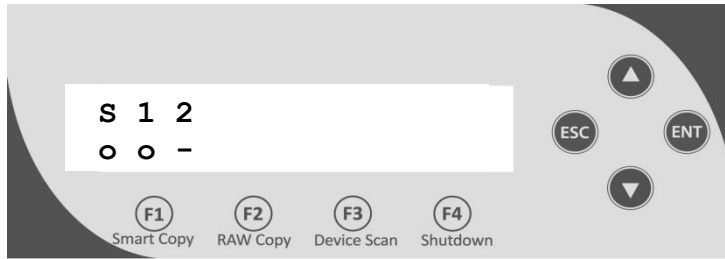 S 1 2
o o -
ESC ENT
F1 F2 F3 F4
Smart Copy RAW Copy Device Scan Shutdown